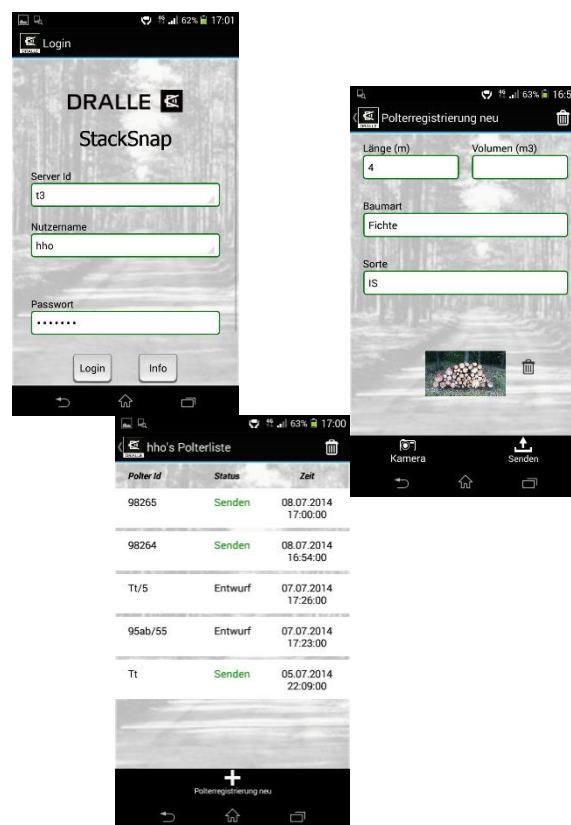 62% 17:01
Login
DRALLE
StackSnap
Server Id
t3
Nutzername
hho
Passwort
•••••••
Login Info
63% 16:5
Polterregistrierung neu
Länge (m) Volumen (m3)
4
Baumart
Fichte
Sorte
IS
Kamera Senden
63% 17:00
hho's Polterliste
Polter Id Status Zeit
98265 Senden 08.07.2014
17:00:00
98264 Senden 08.07.2014
16:54:00
Tt/5 Entwurf 07.07.2014
17:26:00
95ab/55 Entwurf 07.07.2014
17:23:00
Tt Senden 05.07.2014
22:09:00
Polterregistrierung neu